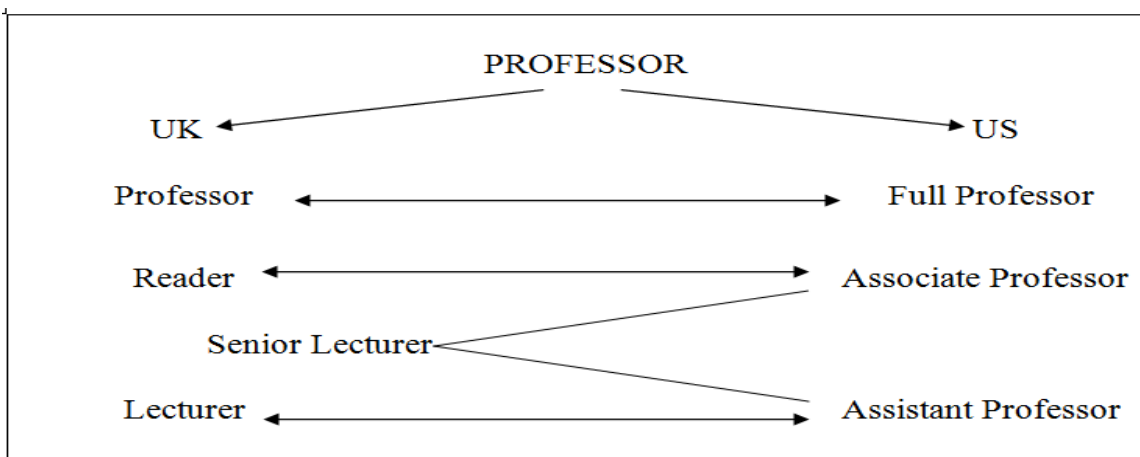 PROFESSOR
UK US
Professor Full Professor
Reader Associate Professor
Senior Lecturer
Lecturer Assistant Professor